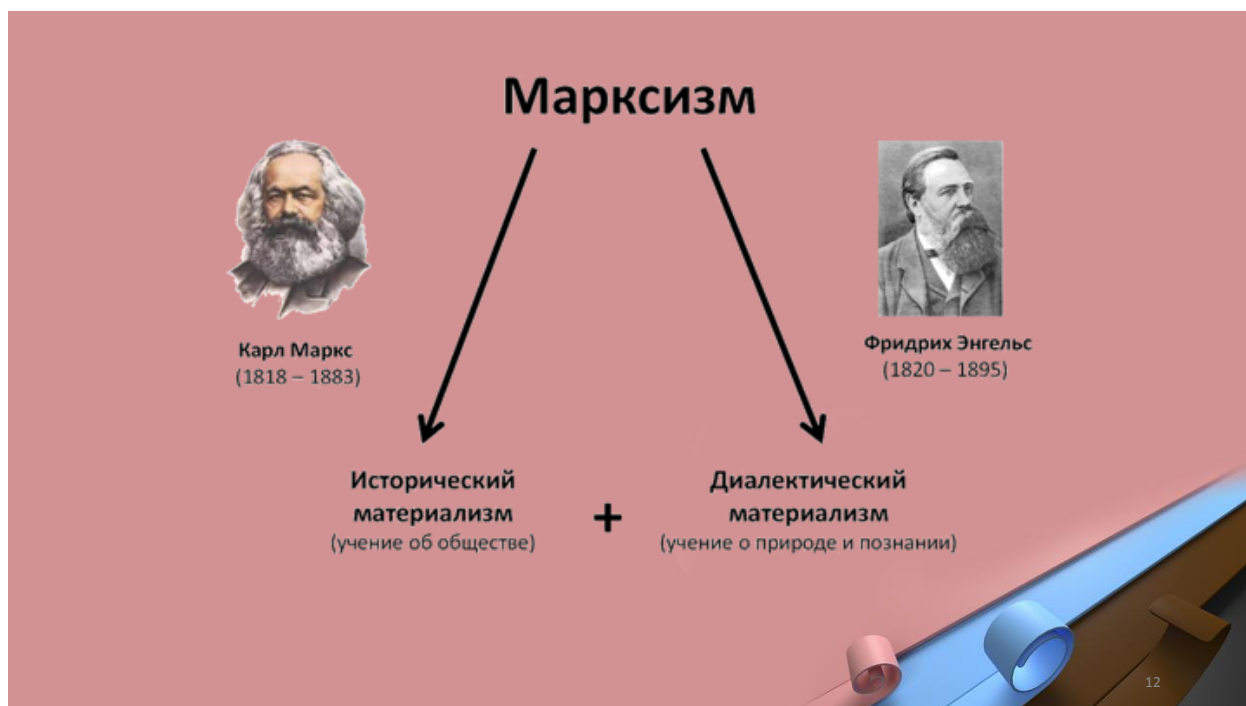 Марксизм
Карл Маркс
(1818 – 1883)
Фридрих Энгельс
(1820 – 1895)
Исторический
материализм
(учение об обществе)
+
Диалектический
материализм
(учение о природе и познании)
12